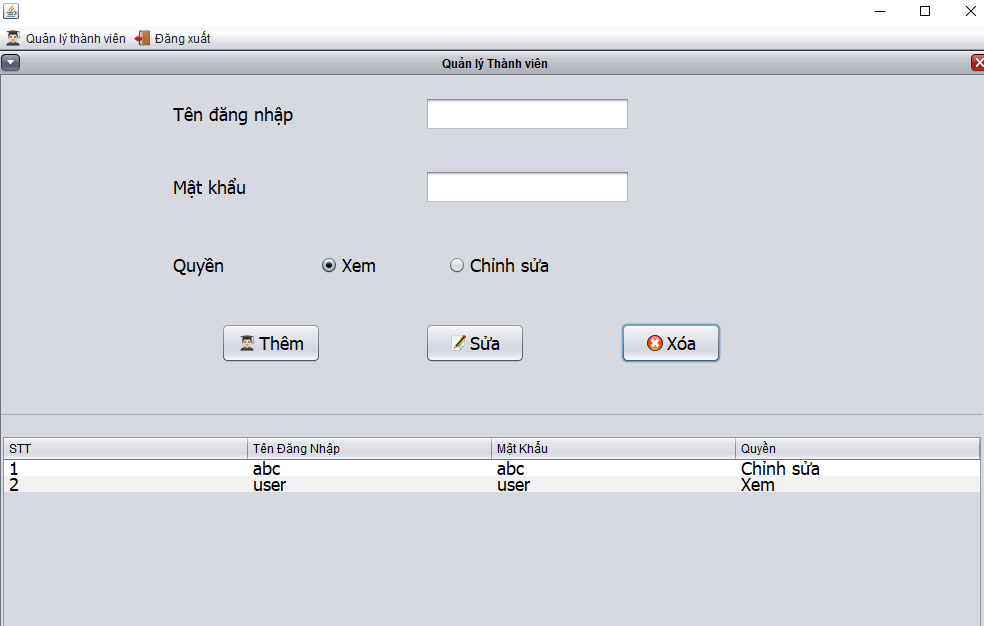 Quản lý thành viên Đăng xuất
Quản lý Thành viên
Tên đăng nhập
Mật khẩu
Quyền Xem Chỉnh sửa
Thêm Sửa Xóa
STT Tên Đăng Nhập Mật Khẩu Quyền
1 abc abc Chỉnh sửa
2 user user Xem